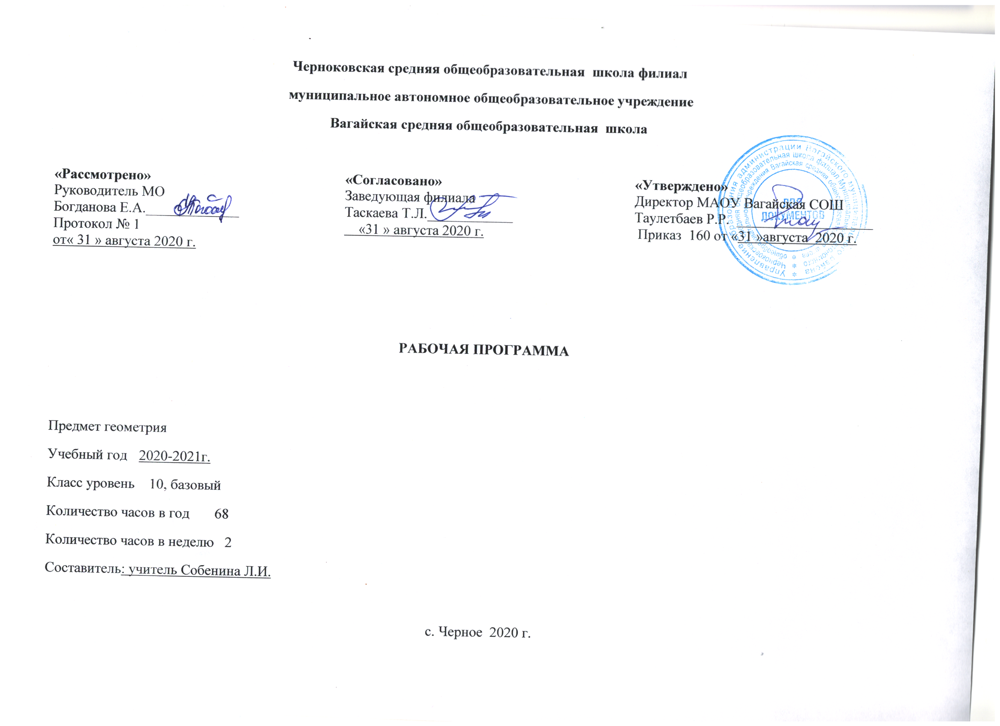 Черноковская средняя общеобразовательная школа филиал
муниципальное автономное общеобразовательное учреждение
Вагайская средняя общеобразовательная школа
«Рассмотрено»
Руководитель МО
Богданова Е.А.
Протокол № 1
от« 31 » августа 2020 г.
«Согласовано»
Заведующая филиала
Таскаева Т.Л.
«31 » августа 2020 г.
«Утверждено»
Директор МАОУ Вагайская СОШ
Таулетбаев Р.Р.
Приказ 160 от «31 »августа 2020 г.
Управление образования администрации Вагайского муниципального района
Черноковская средняя общеобразовательная школа филиал Муниципального автономного
общеобразовательного учреждения Вагайская средняя общеобразовательная
ДЛЯ
ДОКУМЕНТОВ
РАБОЧАЯ ПРОГРАММА
Предмет геометрия
Учебный год 2020-2021г.
Класс уровень 10, базовый
Количество часов в год 68
Количество часов в неделю 2
Составитель: учитель Собенина Л.И.
с. Черное 2020 г.